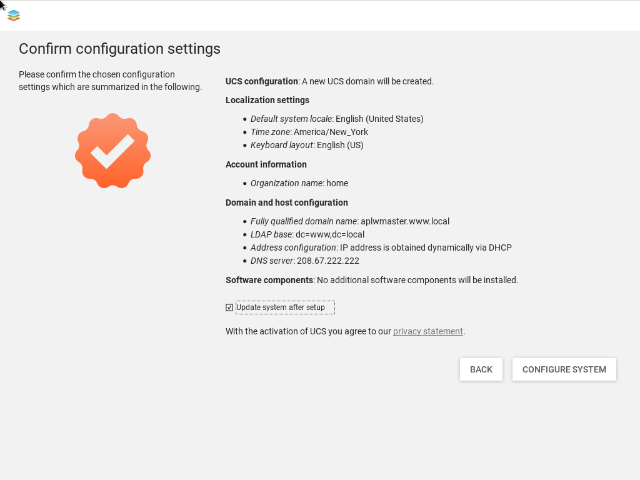 Confirm configuration settings
Please confirm the chosen configuration
settings which are summarized in the following.
UCS configuration: A new UCS domain will be created.
Localization settings
• Default system locale: English (United States)
• Time zone: America/New_York
• Keyboard layout: English (US)
Account information
• Organization name: home
Domain and host configuration
• Fully qualified domain name: aplwmaster.www.local
• LDAP base: dc=www,dc=local
• Address configuration: IP address is obtained dynamically via DHCP
• DNS server: 208.67.222.222
Software components: No additional software components will be installed.
Update system after setup
With the activation of UCS you agree to our privacy statement.
BACK
CONFIGURE SYSTEM